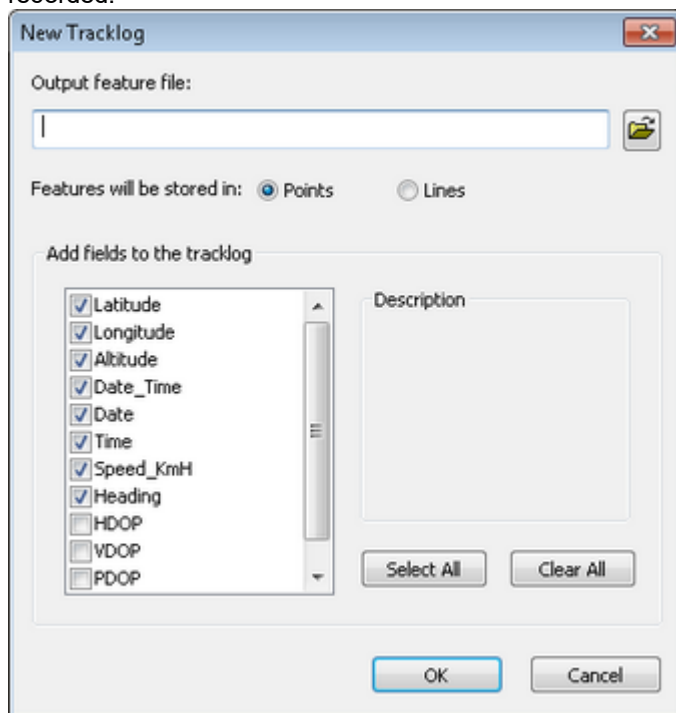 recorded.
New Tracklog
Output feature file:
Features will be stored in: Points Lines
Add fields to the tracklog
Latitude
Longitude
Altitude
Date_Time
Date
Time
Speed_KmH
Heading
HDOP
VDOP
PDOP
Description
Select All Clear All
OK Cancel